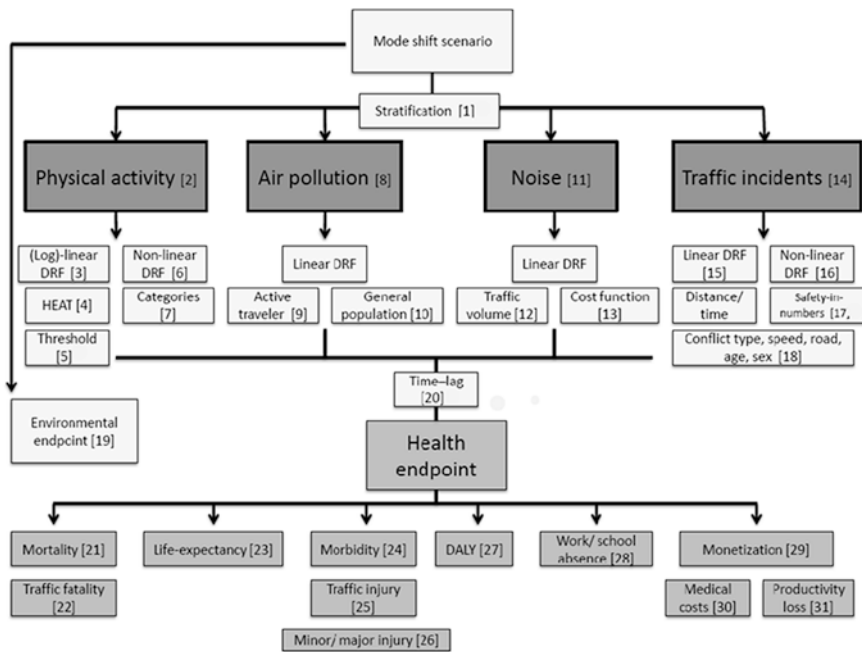 Mode shift scenario
Stratification [1]
Physical activity [2]
Air pollution [8]
Noise [11]
Traffic incidents [14]
(Log)-linear
DRF [3]
Non-linear
DRF [6]
HEAT [4]
Categories
[7]
Threshold
[5]
Linear DRF
Active
traveler [9]
General
population [10]
Linear DRF
Traffic
volume [12]
Cost function
[13]
Linear DRF
[15]
Non-linear
DRF [16]
Distance/
time
Safety-in-
numbers [17,
Conflict type, speed, road,
age, sex [18]
Time–lag
[20]
Environmental
endpoint [19]
Health
endpoint
Mortality [21]
Life-expectancy [23]
Morbidity [24]
DALY [27]
Work/ school
absence [28]
Monetization [29]
Traffic fatality
[22]
Traffic injury
[25]
Medical
costs [30]
Productivity
loss [31]
Minor/ major injury [26]